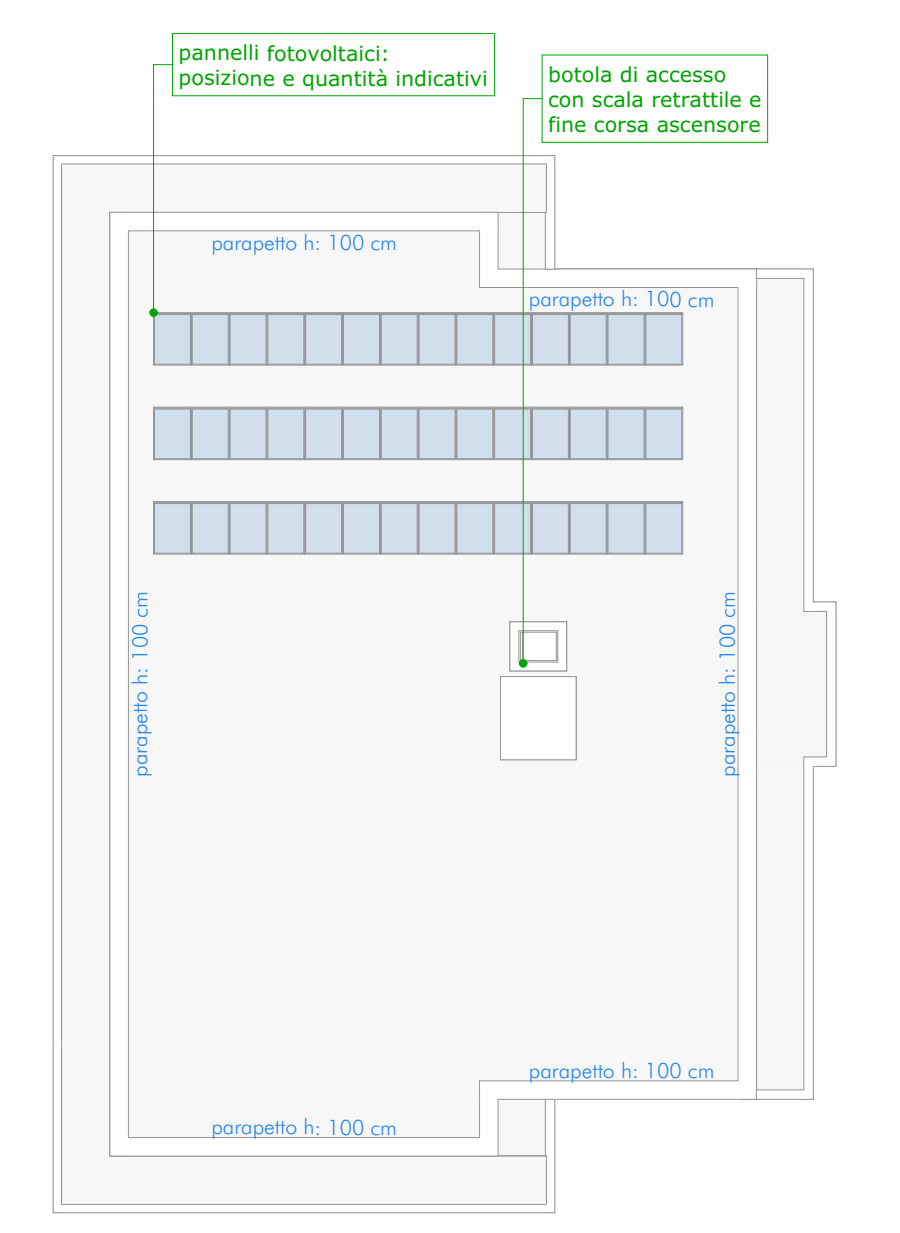 pannelli fotovoltaici:
posizione e quantità indicativi
botola di accesso
con scala retrattile e
fine corsa ascensore
parapetto h: 100 cm
parapetto h: 100 cm
parapetto h: 100 cm
parapetto h: 100 cm
parapetto h: 100 cm
parapetto h: 100 cm